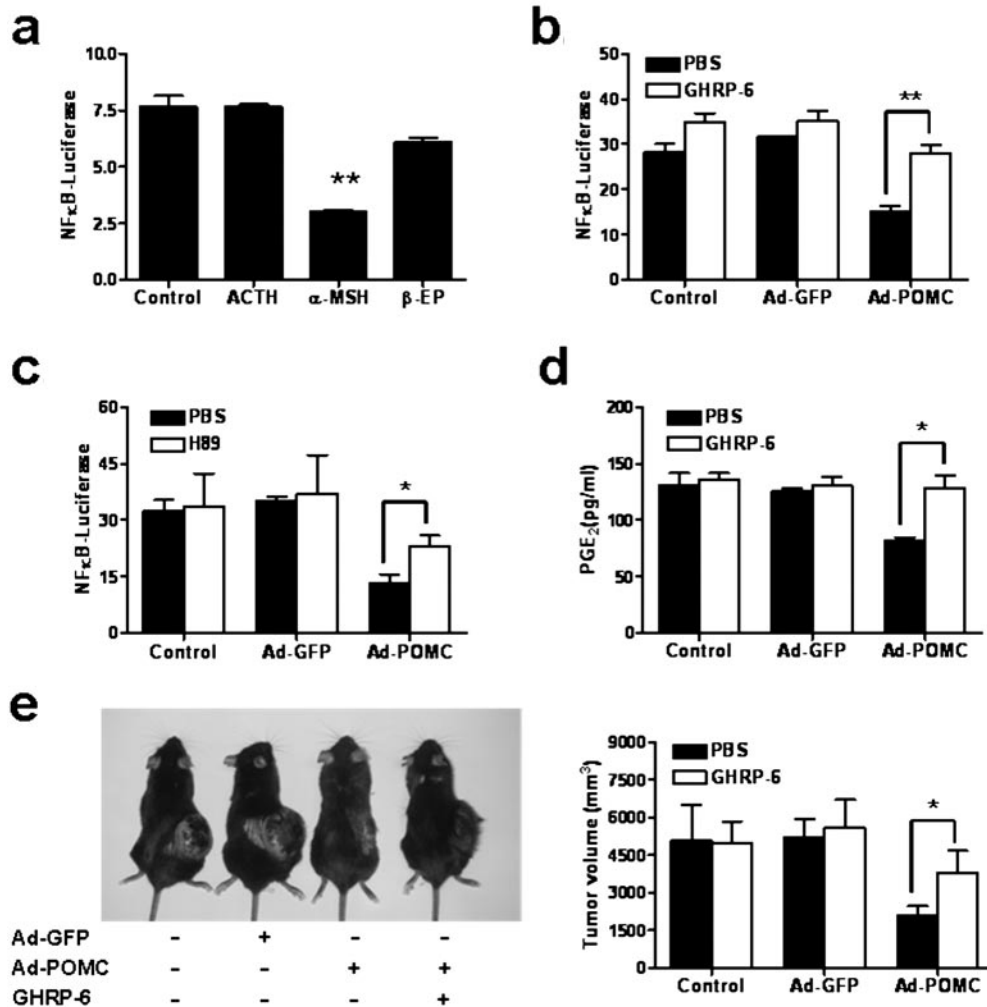 a
10.0
7.5
5.0
2.5
0.0
NFκB-Luciferase
**
Control ACTH α-MSH β-EP
b
50
40
30
20
10
0
NFκB-Luciferase
PBS
GHRP-6
**
Control Ad-GFP Ad-POMC
c
60
45
30
15
0
NFκB-Luciferase
PBS
H89
*
Control Ad-GFP Ad-POMC
d
200
150
100
50
0
PGE₂(pg/ml)
PBS
GHRP-6
*
Control Ad-GFP Ad-POMC
e
Ad-GFP - + - -
Ad-POMC - - + +
GHRP-6 - - - +
9000
7500
6000
4500
3000
1500
0
Tumor volume (mm³)
PBS
GHRP-6
*
Control Ad-GFP Ad-POMC